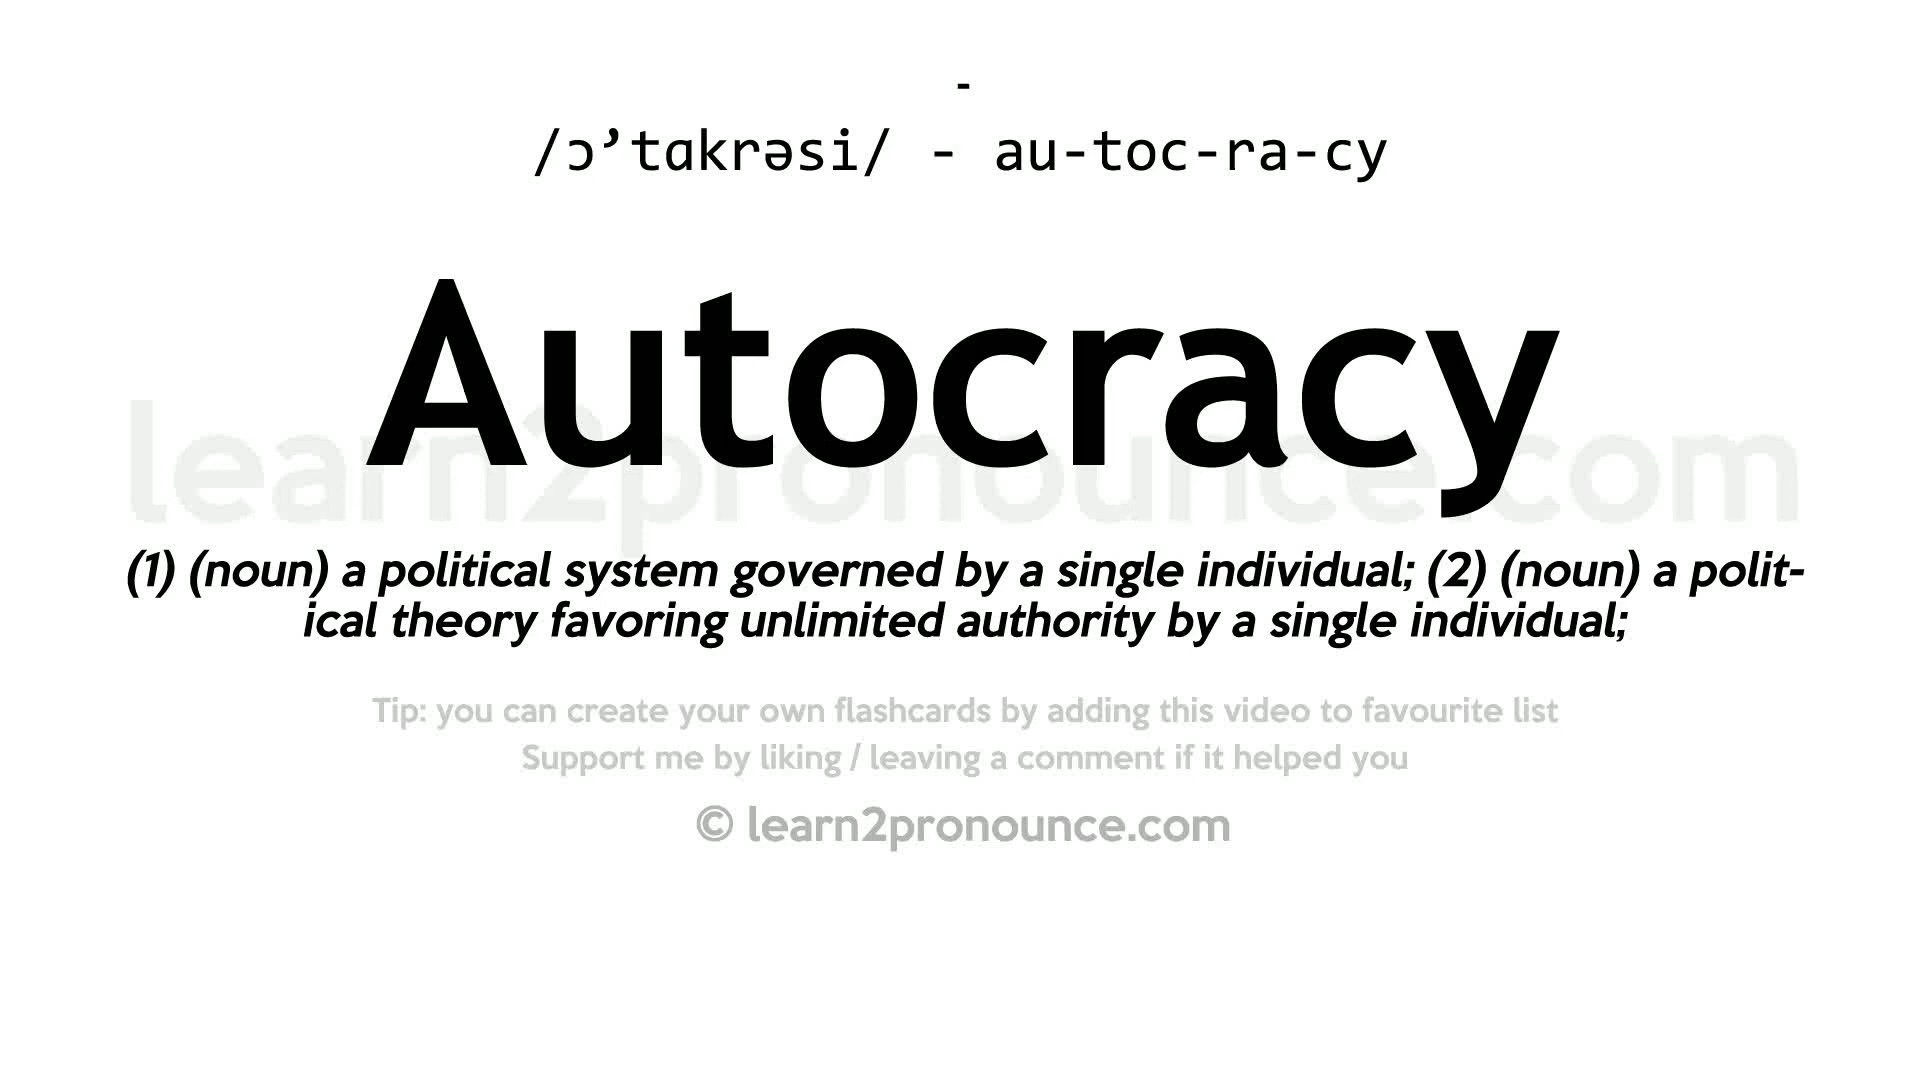 -
/ɔ’tɑkrəsi/ - au-toc-ra-cy
Autocracy
learn2pronounce.com
(1) (noun) a political system governed by a single individual; (2) (noun) a polit-
ical theory favoring unlimited authority by a single individual;
Tip: you can create your own flashcards by adding this video to favourite list
Support me by liking / leaving a comment if it helped you
© learn2pronounce.com